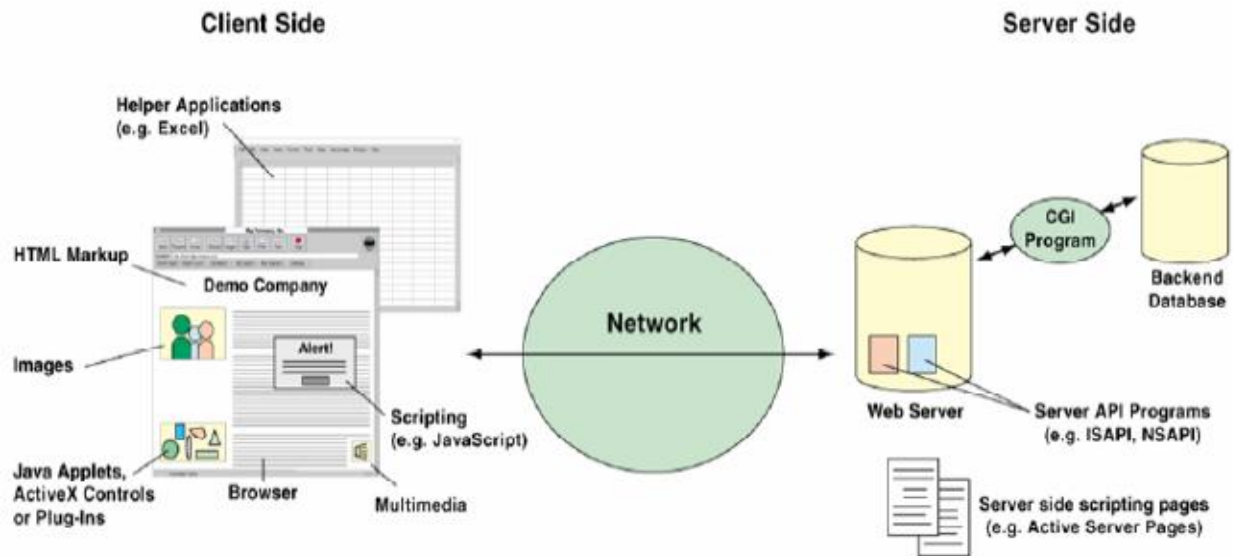 Client Side
Server Side
Helper Applications
(e.g. Excel)
HTML Markup
Demo Company
Images
Alert!
Scripting
(e.g. JavaScript)
Java Applets,
ActiveX Controls
or Plug-Ins
Browser
Multimedia
Network
CGI
Program
Backend
Database
Web Server
Server API Programs
(e.g. ISAPI, NSAPI)
Server side scripting pages
(e.g. Active Server Pages)